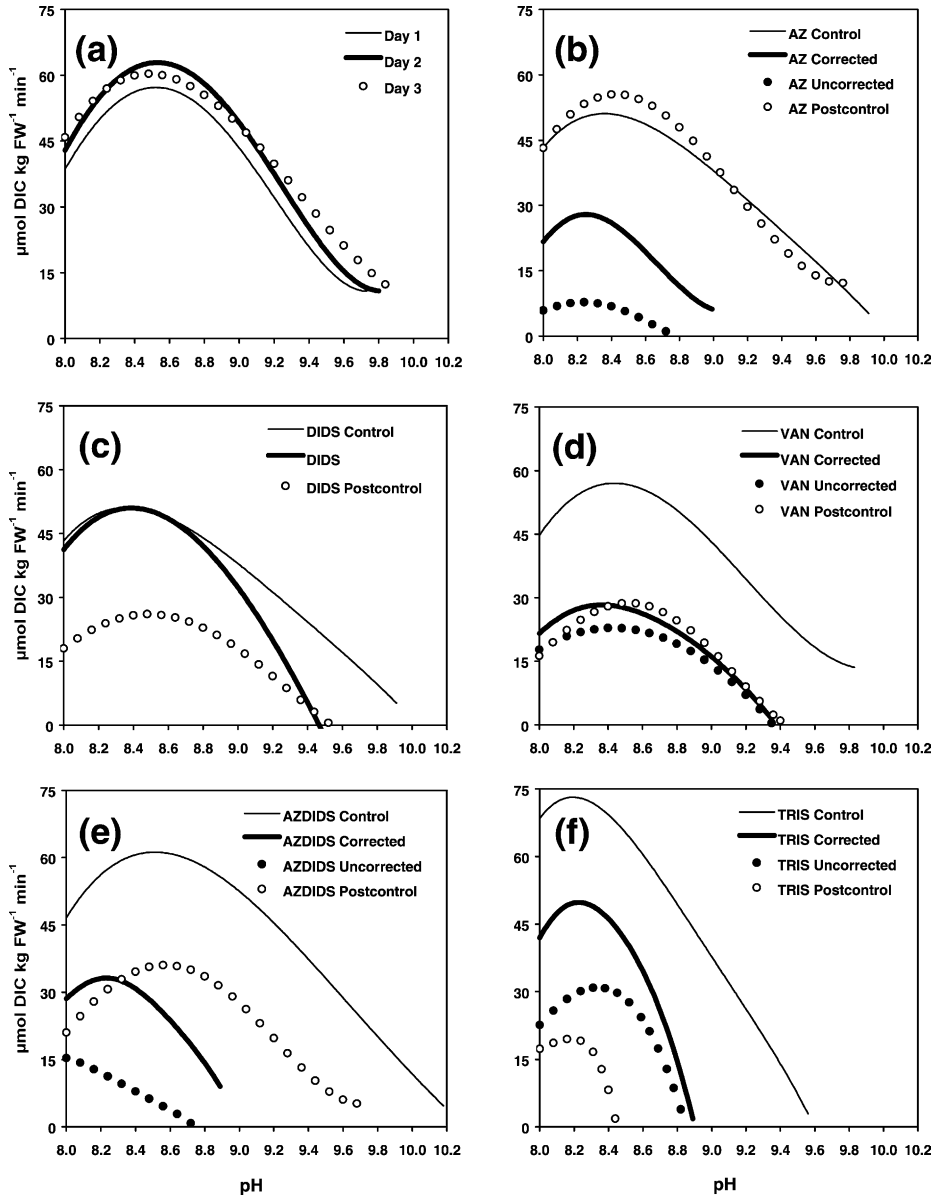 75
60
45
30
15
0
µmol DIC kg FW-1 min-1
(a)
Day 1
Day 2
Day 3
8.0 8.2 8.4 8.6 8.8 9.0 9.2 9.4 9.6 9.8 10.0 10.2
75
60
45
30
15
0
(b)
AZ Control
AZ Corrected
AZ Uncorrected
AZ Postcontrol
8.0 8.2 8.4 8.6 8.8 9.0 9.2 9.4 9.6 9.8 10.0 10.2
75
60
45
30
15
0
µmol DIC kg FW-1 min-1
(c)
DIDS Control
DIDS
DIDS Postcontrol
8.0 8.2 8.4 8.6 8.8 9.0 9.2 9.4 9.6 9.8 10.0 10.2
75
60
45
30
15
0
(d)
VAN Control
VAN Corrected
VAN Uncorrected
VAN Postcontrol
8.0 8.2 8.4 8.6 8.8 9.0 9.2 9.4 9.6 9.8 10.0 10.2
75
60
45
30
15
0
µmol DIC kg FW-1 min-1
(e)
AZDIDS Control
AZDIDS Corrected
AZDIDS Uncorrected
AZDIDS Postcontrol
8.0 8.2 8.4 8.6 8.8 9.0 9.2 9.4 9.6 9.8 10.0 10.2
pH
75
60
45
30
15
0
(f)
TRIS Control
TRIS Corrected
TRIS Uncorrected
TRIS Postcontrol
8.0 8.2 8.4 8.6 8.8 9.0 9.2 9.4 9.6 9.8 10.0 10.2
pH